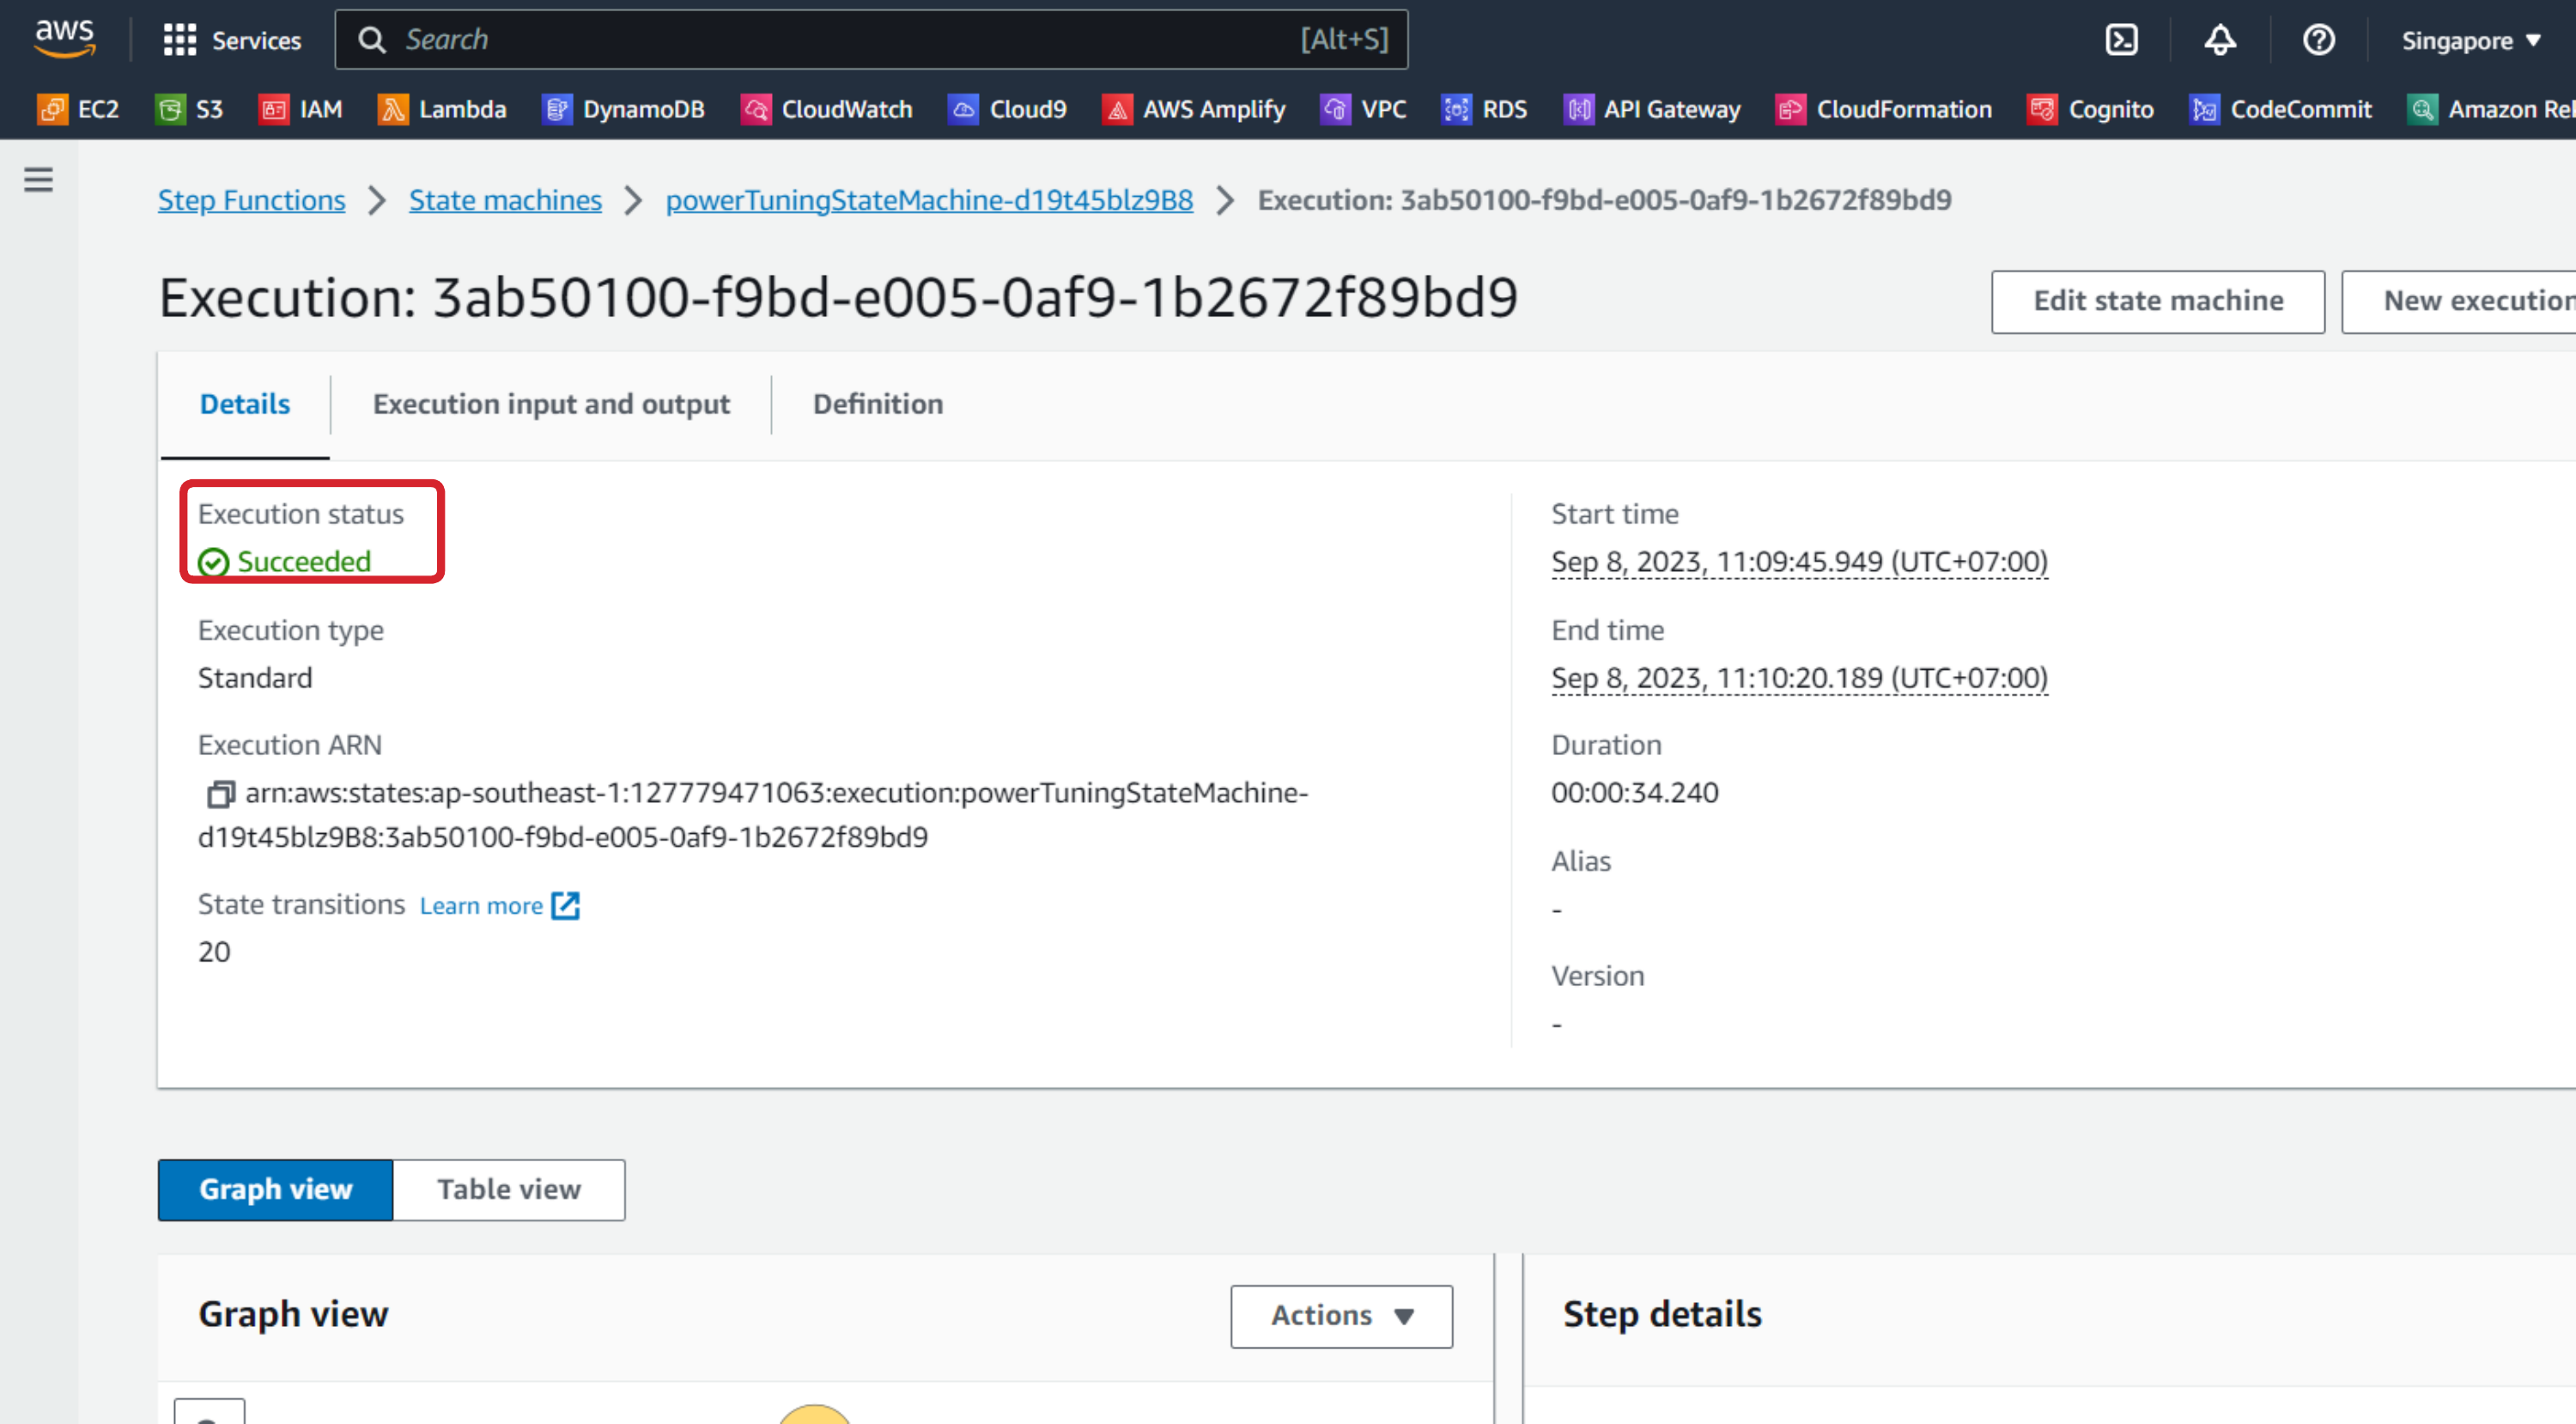 aws
Services
Search
[Alt+S]
Singapore
EC2
S3
IAM
Lambda
DynamoDB
CloudWatch
Cloud9
AWS Amplify
VPC
RDS
API Gateway
CloudFormation
Cognito
CodeCommit
Amazon
Step Functions
State machines
powerTuningStateMachine-d19t45blz9B8
Execution: 3ab50100-f9bd-e005-0af9-1b2672f89bd9
Execution: 3ab50100-f9bd-e005-0af9-1b2672f89bd9
Edit state machine
New execution
Details
Execution input and output
Definition
Execution status
Succeeded
Execution type
Standard
Execution ARN
arn:aws:states:ap-southeast-1:127779471063:execution:powerTuningStateMachine-
d19t45blz9B8:3ab50100-f9bd-e005-0af9-1b2672f89bd9
State transitions Learn more
20
Start time
Sep 8, 2023, 11:09:45.949 (UTC+07:00)
End time
Sep 8, 2023, 11:10:20.189 (UTC+07:00)
Duration
00:00:34.240
Alias
-
Version
-
Graph view
Table view
Graph view
Actions
Step details